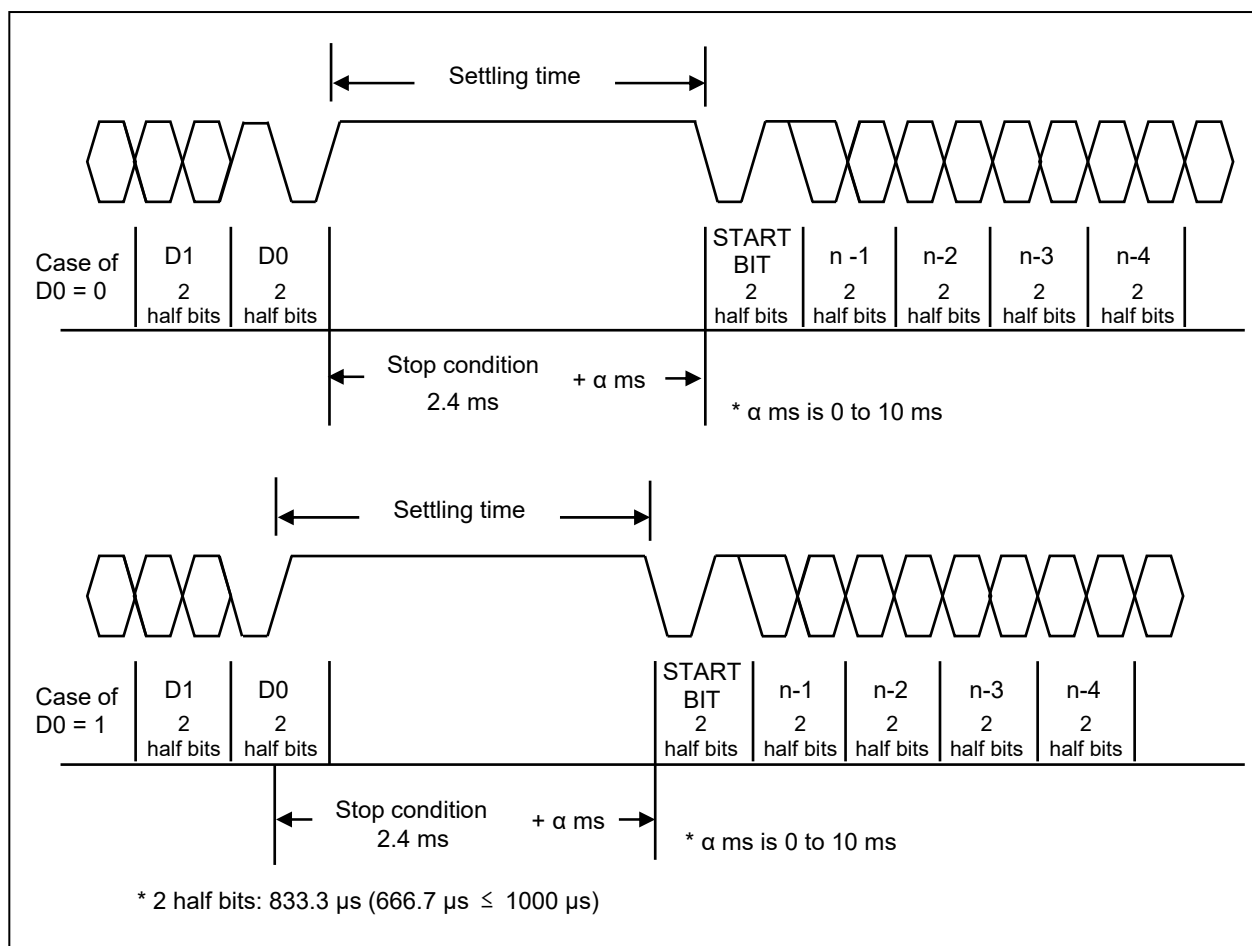 Settling time
Case of
D0 = 0
D1
2
half bits
D0
2
half bits
START
BIT
2
half bits
n -1
2
half bits
n-2
2
half bits
n-3
2
half bits
n-4
2
half bits
Stop condition
2.4 ms
+ α ms
* α ms is 0 to 10 ms
Settling time
Case of
D0 = 1
D1
2
half bits
D0
2
half bits
START
BIT
2
half bits
n-1
2
half bits
n-2
2
half bits
n-3
2
half bits
n-4
2
half bits
Stop condition
2.4 ms
+ α ms
* α ms is 0 to 10 ms
* 2 half bits: 833.3 µs (666.7 µs ≤ 1000 µs)